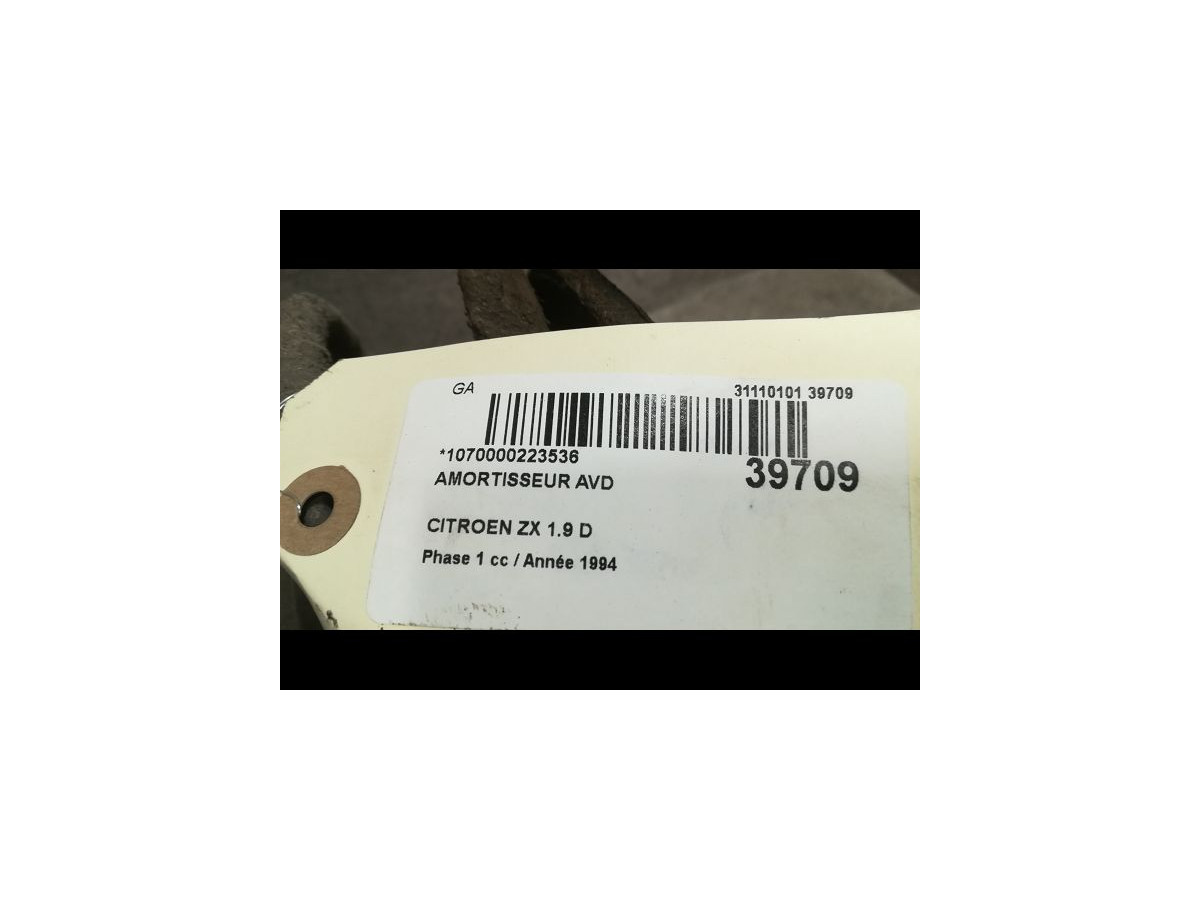 GA
31110101 39709
*1070000223536
39709
AMORTISSEUR AVD
CITROEN ZX 1.9 D
Phase 1 cc / Année 1994